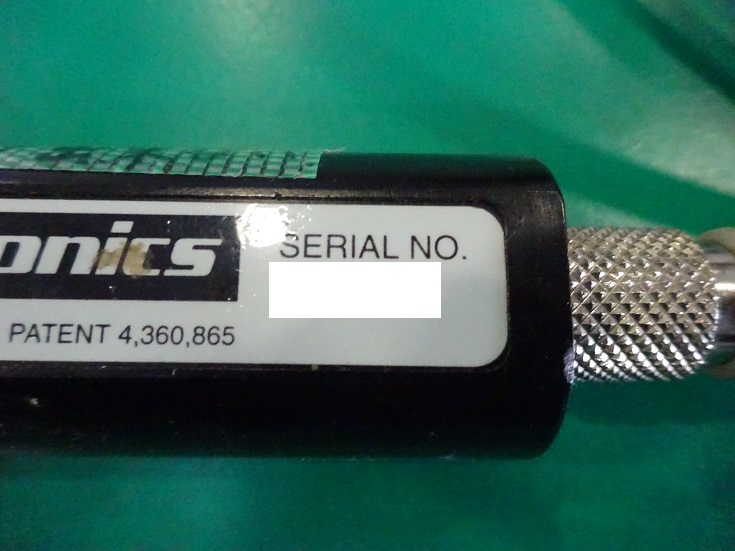 onics
SERIAL NO.
PATENT 4,360,865